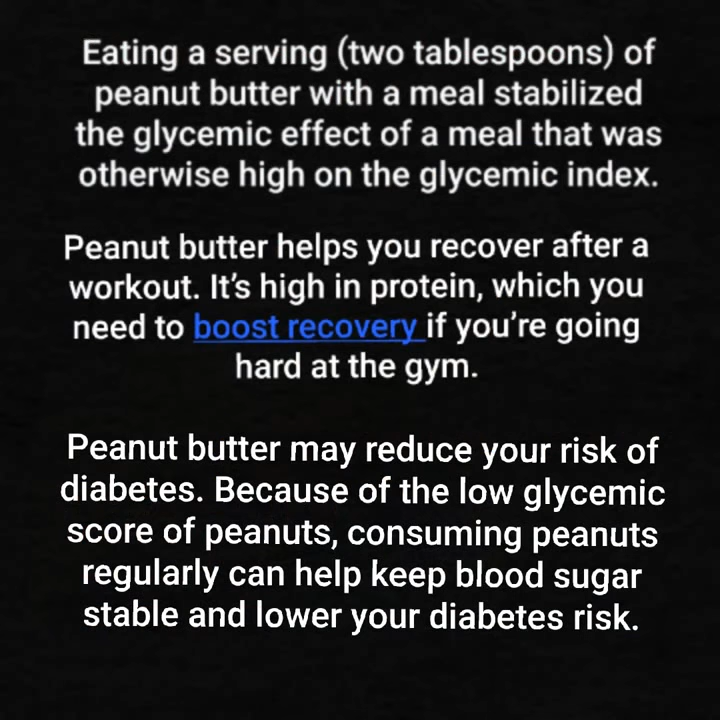 Eating a serving (two tablespoons) of
peanut butter with a meal stabilized
the glycemic effect of a meal that was
otherwise high on the glycemic index.
Peanut butter helps you recover after a
workout. It’s high in protein, which you
need to boost recovery if you’re going
hard at the gym.
Peanut butter may reduce your risk of
diabetes. Because of the low glycemic
score of peanuts, consuming peanuts
regularly can help keep blood sugar
stable and lower your diabetes risk.